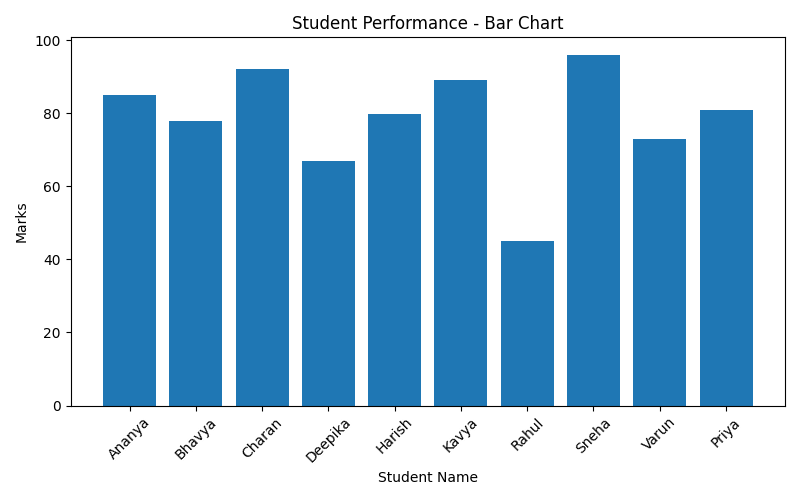 Student Performance - Bar Chart
100
80
60
40
20
0
Marks
Ananya
Bhavya
Charan
Deepika
Harish
Kavya
Rahul
Sneha
Varun
Priya
Student Name